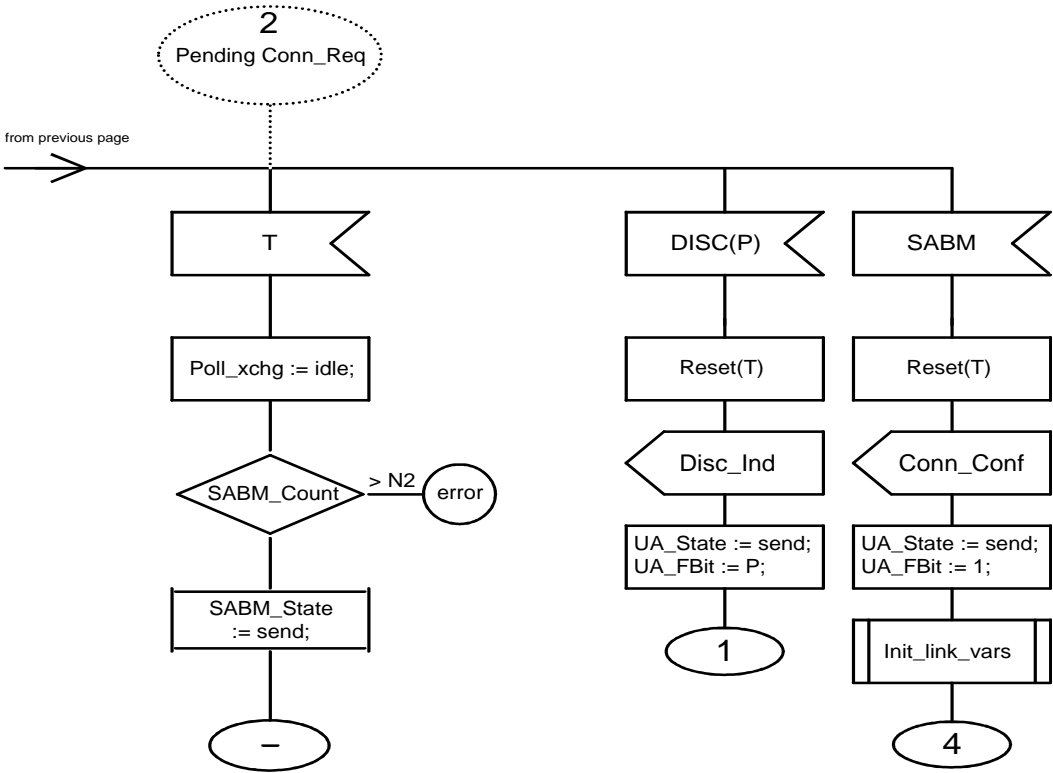 2
Pending Conn_Req
from previous page
T
Poll_xchg := idle;
SABM_Count
> N2
error
SABM_State
:= send;
–
DISC(P)
Reset(T)
Disc_Ind
UA_State := send;
UA_FBit := P;
1
SABM
Reset(T)
Conn_Conf
UA_State := send;
UA_FBit := 1;
Init_link_vars
4